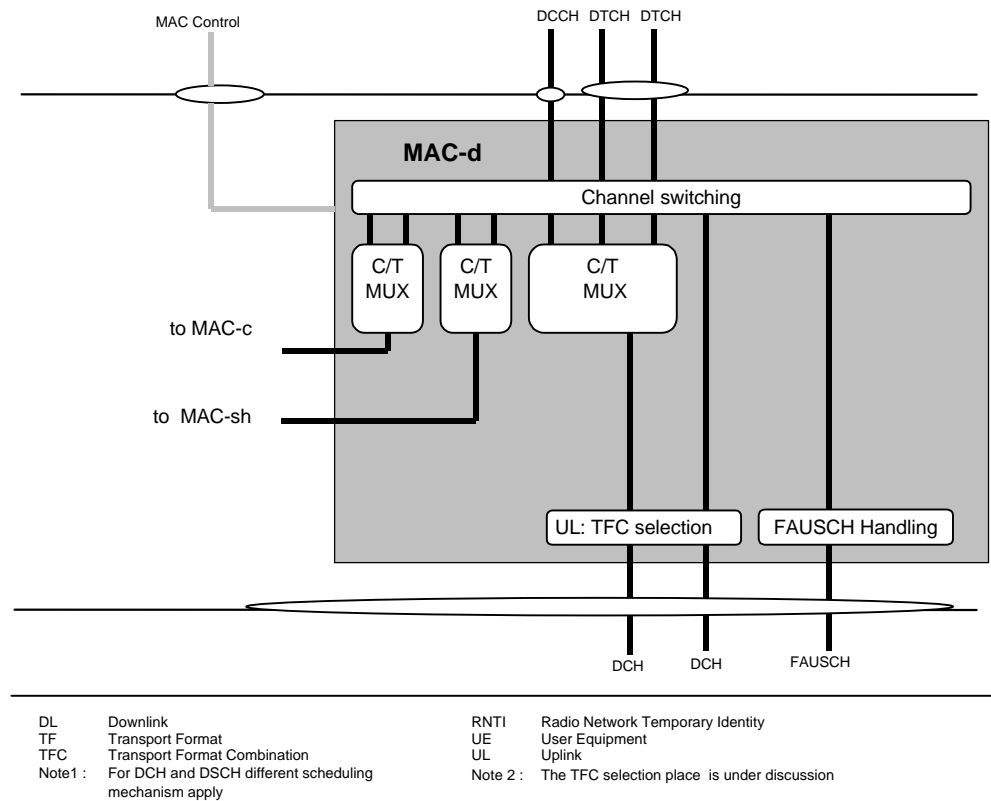 MAC Control
DCCH DTCH DTCH
MAC-d
Channel switching
C/T
MUX
C/T
MUX
C/T
MUX
to MAC-c
to MAC-sh
UL: TFC selection
FAUSCH Handling
DCH
DCH
FAUSCH
DL Downlink
TF Transport Format
TFC Transport Format Combination
Note1 : For DCH and DSCH different scheduling
mechanism apply
RNTI Radio Network Temporary Identity
UE User Equipment
UL Uplink
Note 2 : The TFC selection place is under discussion